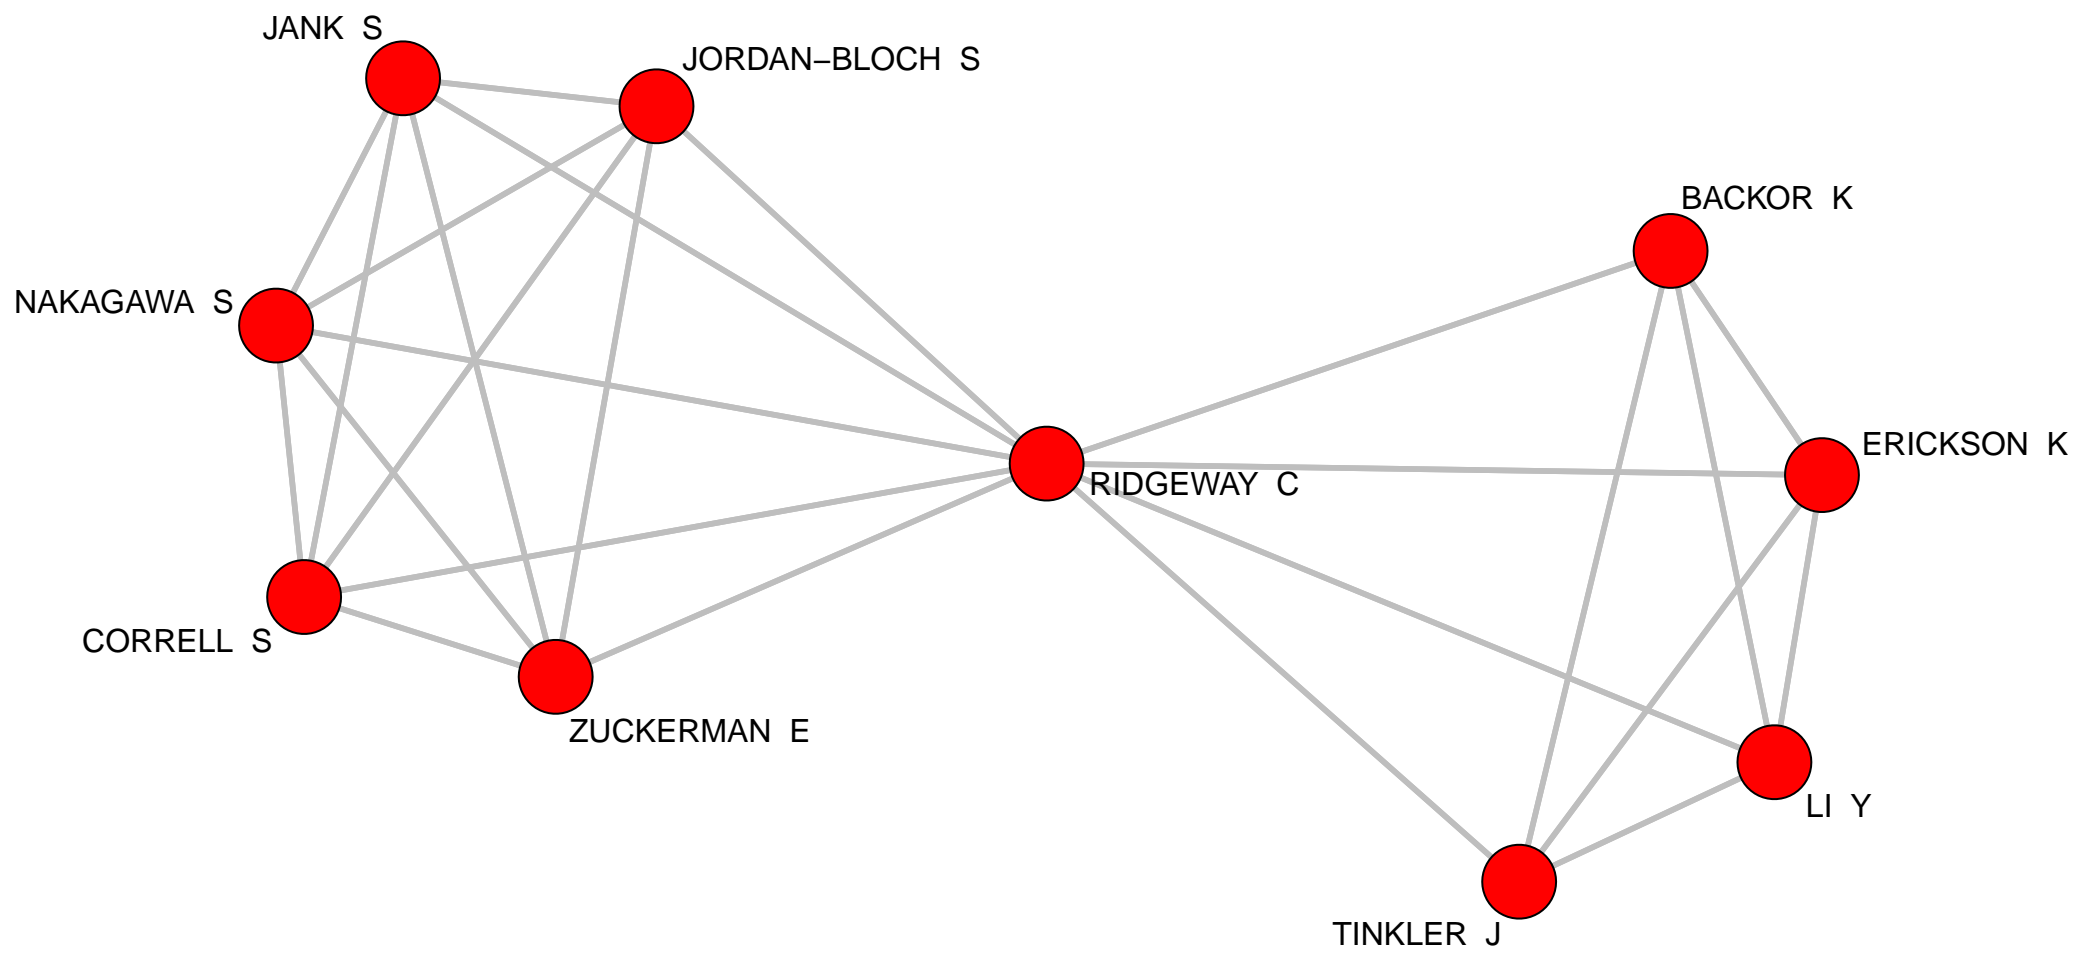 JANK S
JORDAN–BLOCH S
BACKOR K
NAKAGAWA S
ERICKSON K
RIDGEWAY C
CORRELL S
ZUCKERMAN E
LI Y
TINKLER J